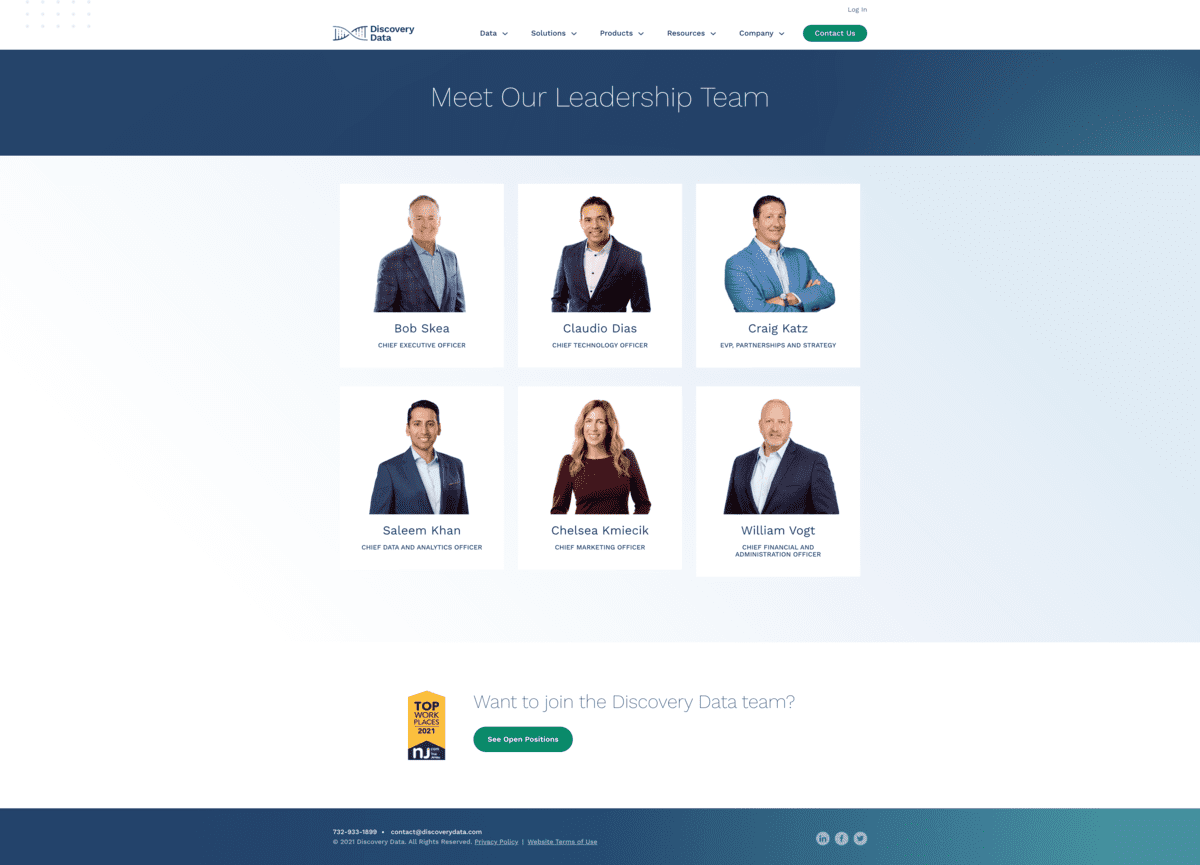 Log In
Discovery
Data
Data
Solutions
Products
Resources
Company
Contact Us
Meet Our Leadership Team
Bob Skea
CHIEF EXECUTIVE OFFICER
Claudio Dias
CHIEF TECHNOLOGY OFFICER
Craig Katz
EVP, PARTNERSHIPS AND STRATEGY
Saleem Khan
CHIEF DATA AND ANALYTICS OFFICER
Chelsea Kmiecik
CHIEF MARKETING OFFICER
William Vogt
CHIEF FINANCIAL AND
ADMINISTRATION OFFICER
TOP
WORK
PLACES
2021
nj
Want to join the Discovery Data team?
See Open Positions
732-933-1899 • contact@discoverydata.com
© 2021 Discovery Data. All Rights Reserved. Privacy Policy | Website Terms of Use